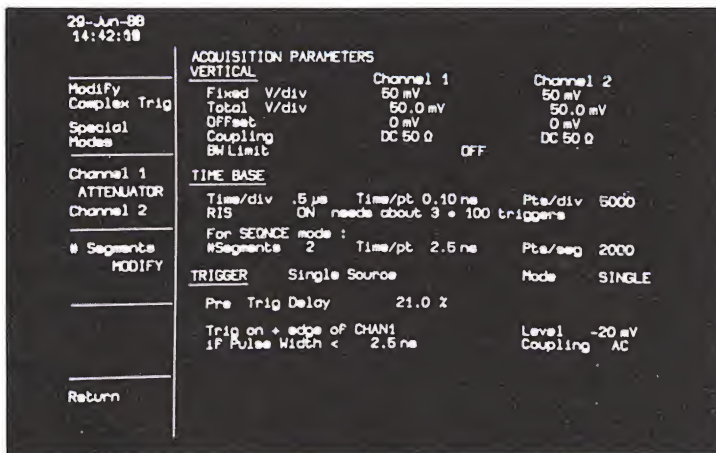 29-Jun-88
14:42:
Modify
Complex Trig
Special
Modes
Channel 1
ATTENUATOR
Channel 2
# Segments
MODIFY
Return
ACQUISITION PARAMETERS
VERTICAL
Channel 1 Channel 2
Fixed V/div 50 mV 50 mV
Total V/div 50.0 mV 50.0 mV
Offset 0 mV 0 mV
Coupling DC 50 Ω DC 50 Ω
BW Limit OFF
TIME BASE
Time/div .5 µs Time/pt 0.10 ns Pts/div 5000
RIS ON needs about 3 * 100 triggers
For SEQNCE mode :
#Segments 2 Time/pt 2.5 ns Pts/seg 2000
TRIGGER Single Source Mode SINGLE
Pre Trig Delay 21.0 %
Trig on + edge of CHAN1 Level -20 mV
if Pulse Width < 2.5 ns Coupling AC